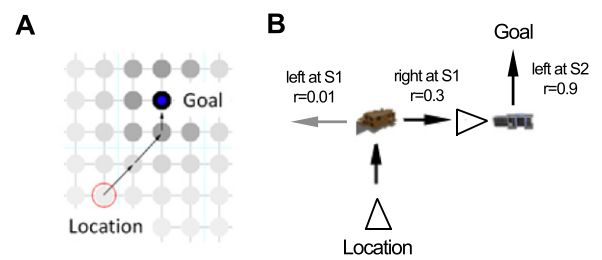 A
Goal
Location
B
Goal
left at S1
r=0.01
right at S1
r=0.3
left at S2
r=0.9
Location